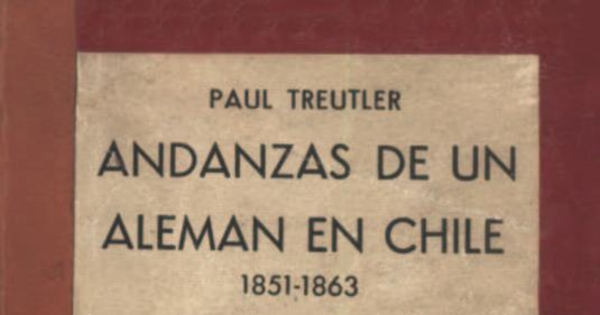 PAUL TREUTLER
ANDANZAS DE UN
ALEMAN EN CHILE
1851-1863